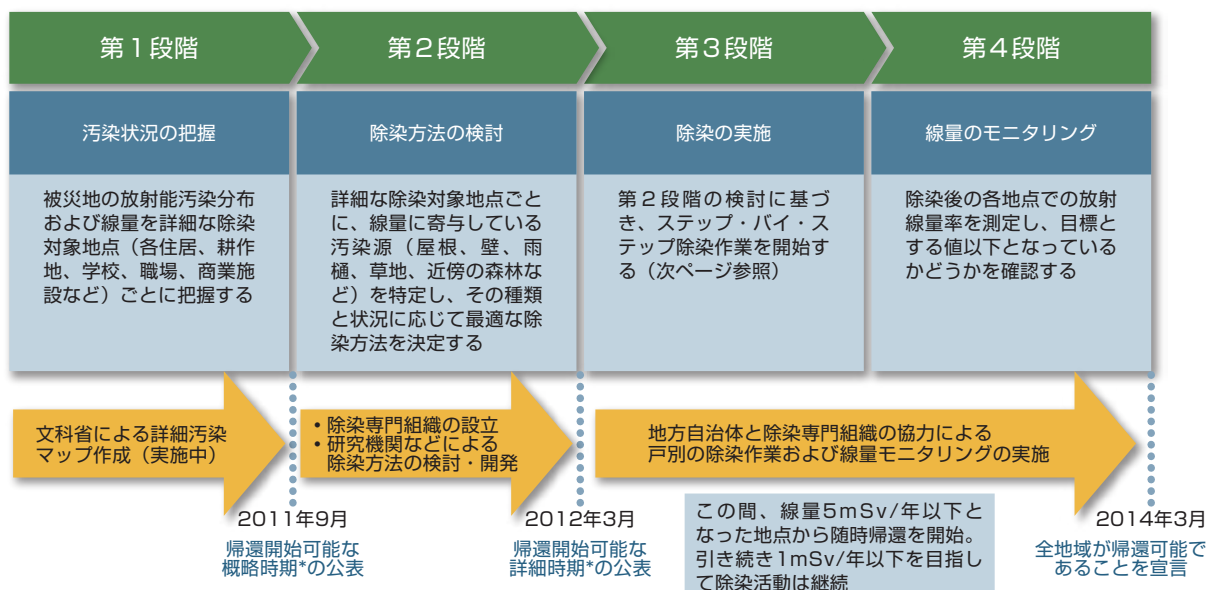 第1段階
第2段階
第3段階
第4段階
汚染状況の把握
除染方法の検討
除染の実施
線量のモニタリング
被災地の放射能汚染分布
および線量を詳細な除染
対象地点（各住居、耕作
地、学校、職場、商業施
設など）ごとに把握する
詳細な除染対象地点ごと
に、線量に寄与している
汚染源（屋根、壁、雨
樋、草地、近傍の森林な
ど）を特定し、その種類
と状況に応じて最適な除
染方法を決定する
第２段階の検討に基づ
き、ステップ・バイ・ス
テップ除染作業を開始す
る（次ページ参照）
除染後の各地点での放射
線量率を測定し、目標と
する値以下となっている
かどうかを確認する
文科省による詳細汚染
マップ作成（実施中）
・除染専門組織の設立
・研究機関などによる
除染方法の検討・開発
地方自治体と除染専門組織の協力による
戸別の除染作業および線量モニタリングの実施
2011年9月
帰還開始可能な
概略時期*の公表
2012年3月
帰還開始可能な
詳細時期*の公表
この間、線量5mSv/年以下と
なった地点から随時帰還を開始。
引き続き1mSv/年以下を目指し
て除染活動は継続
2014年3月
全地域が帰還可能で
あることを宣言